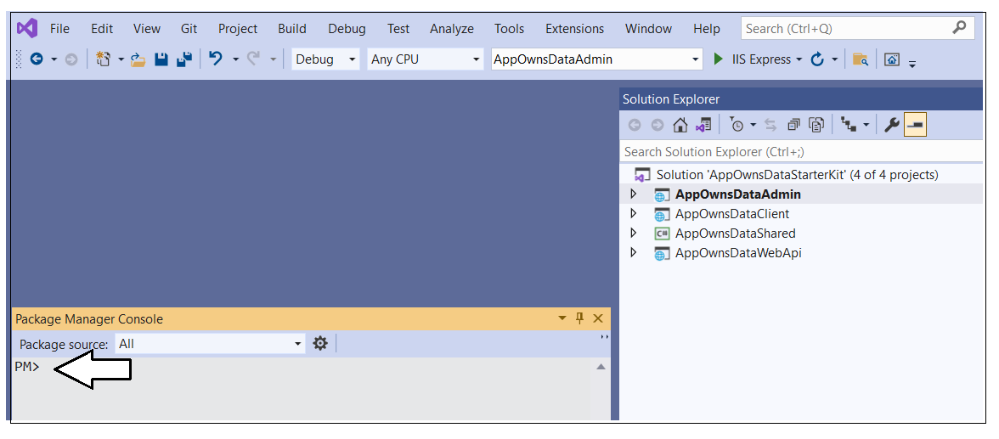 File Edit View Git Project Build Debug Test Analyze Tools Extensions Window Help Search (Ctrl+Q)
Debug Any CPU AppOwnsDataAdmin IIS Express
Solution Explorer
Search Solution Explorer (Ctrl+;)
Solution 'AppOwnsDataStarterKit' (4 of 4 projects)
AppOwnsDataAdmin
AppOwnsDataClient
C# AppOwnsDataShared
AppOwnsDataWebApi
Package Manager Console
Package source: All
PM>